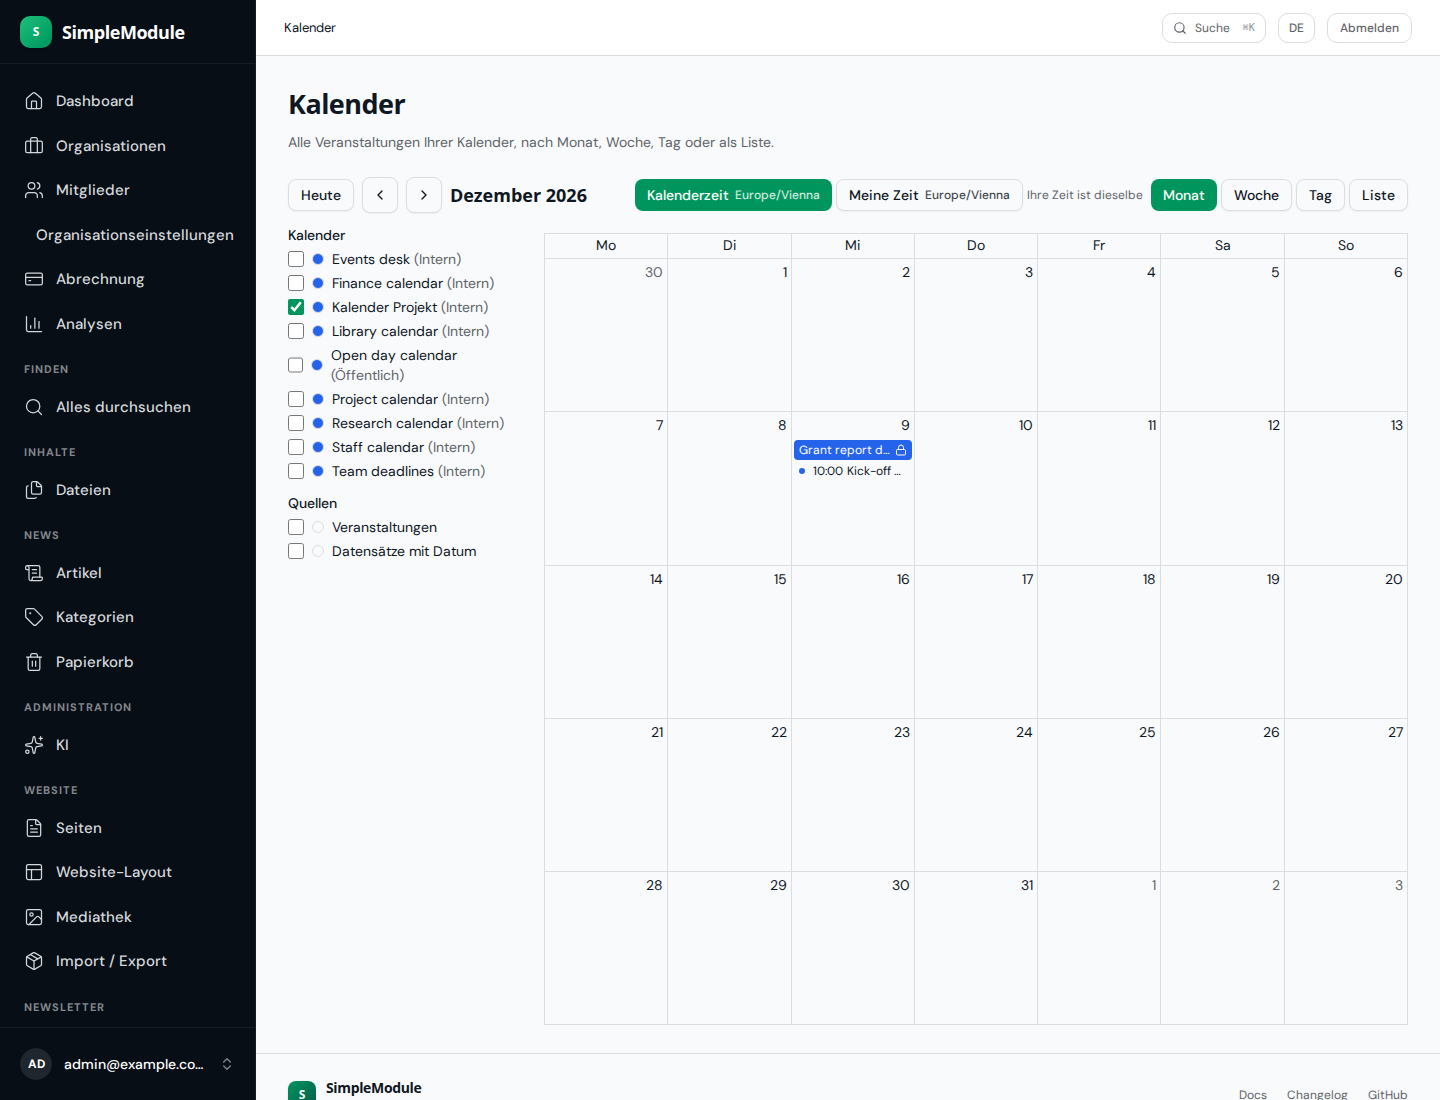 S SimpleModule
Dashboard
Organisationen
Mitglieder
Organisationseinstellungen
Abrechnung
Analysen
FINDEN
Alles durchsuchen
INHALTE
Dateien
NEWS
Artikel
Kategorien
Papierkorb
ADMINISTRATION
KI
WEBSITE
Seiten
Website-Layout
Mediathek
Import / Export
NEWSLETTER
AD admin@example.co...
Kalender
Suche ⌘K DE Abmelden
Kalender
Alle Veranstaltungen Ihrer Kalender, nach Monat, Woche, Tag oder als Liste.
Heute Dezember 2026 Kalenderzeit Europe/Vienna Meine Zeit Europe/Vienna Ihre Zeit ist dieselbe Monat Woche Tag Liste
Kalender
Events desk (Intern)
Finance calendar (Intern)
Kalender Projekt (Intern)
Library calendar (Intern)
Open day calendar
(Öffentlich)
Project calendar (Intern)
Research calendar (Intern)
Staff calendar (Intern)
Team deadlines (Intern)
Quellen
Veranstaltungen
Datensätze mit Datum
Mo Di Mi Do Fr Sa So
30 1 2 3 4 5 6
7 8 9 10 11 12 13
Grant report d...
10:00 Kick-off ...
14 15 16 17 18 19 20
21 22 23 24 25 26 27
28 29 30 31 1 2 3
S SimpleModule
Docs Changelog GitHub